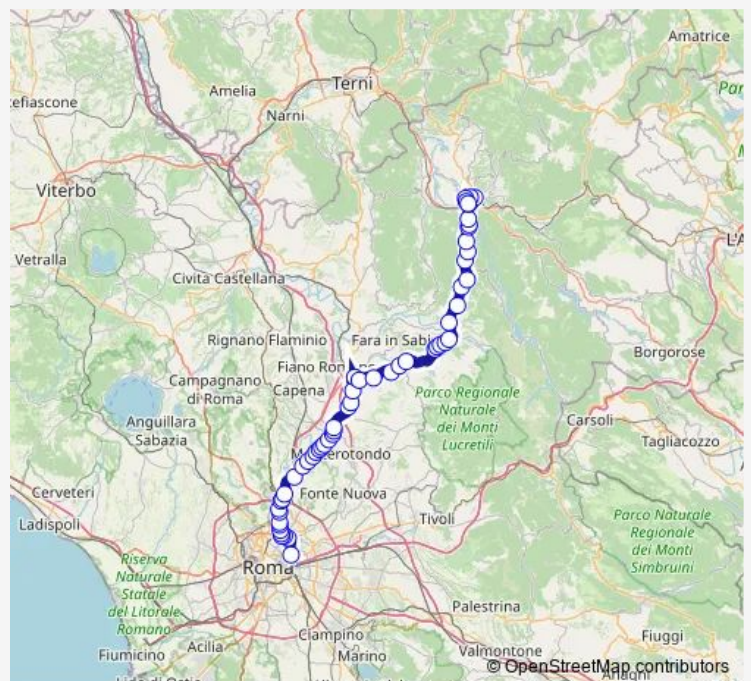 Amatrice
Terni
Amelia
Narni
efiascone
Viterbo
Vetralla
Civita Castellana
Rignano Flaminio
Fara in Sabi
Fiano Ro
Borgorose
Campagnano
di Roma
Capena
Parco Regionale
Naturale
dei Monti
Lucretili
Carsoli
Anguillara
Sabazia
Tagliacozzo
M terotondo
Cerveteri
Fonte Nuova
Ladispoli
Tivoli
Parco Naturale
Regionale
dei Monti
Simbruini
Riserva
Naturale
Statale
del Litorale
Romano
Roma
Palestrina
Ciampino
Fiuggi
Acilia
Fiumicino
Marino
Valmontone
© OpenStreetMap contributors